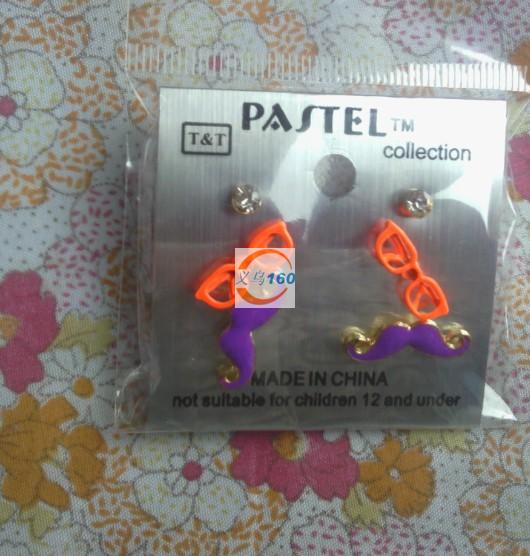 T&T
PASTEL™
collection
义乌160
MADE IN CHINA
not suitable for children 12 and under